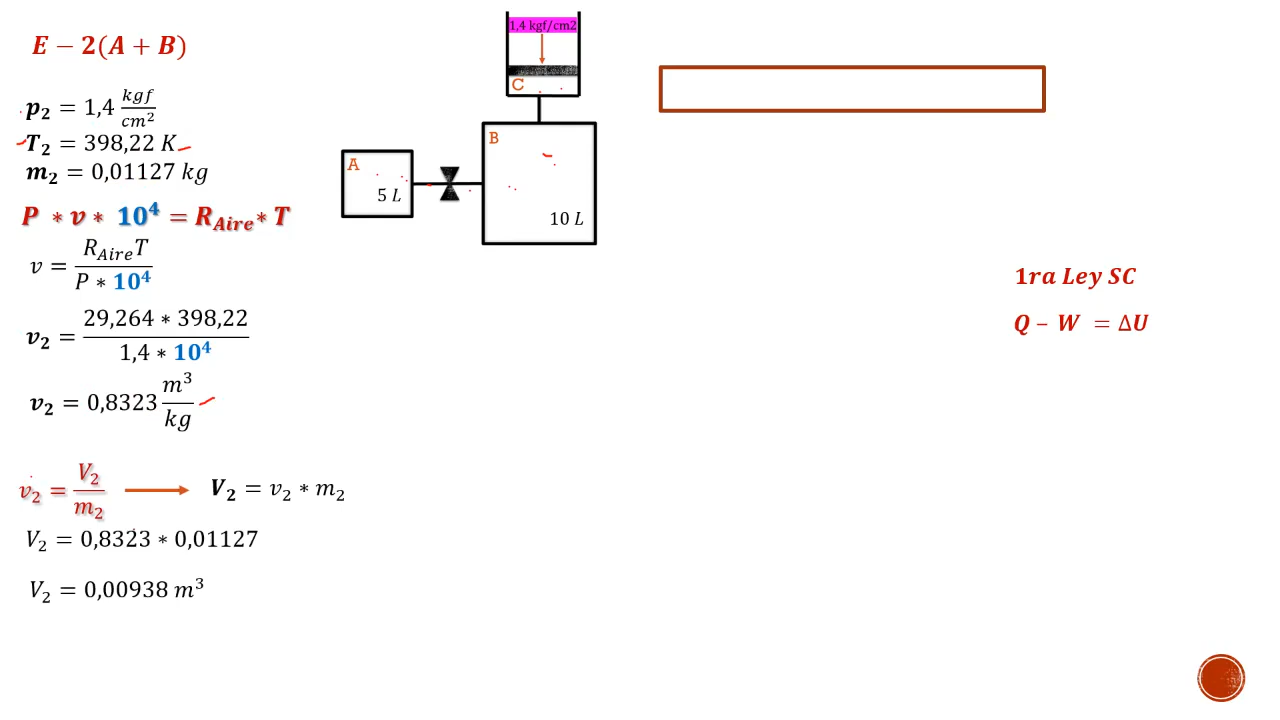 E − 2(A + B)
p₂ = 1,4 kgf/cm²
T₂ = 398,22 K
m₂ = 0,01127 kg
P ∗ v ∗ 10⁴ = R_Aire ∗ T
v = R_Aire T / P ∗ 10⁴
v₂ = 29,264 ∗ 398,22 / 1,4 ∗ 10⁴
v₂ = 0,8323 m³/kg
v₂ = V₂/m₂
V₂ = v₂ ∗ m₂
V₂ = 0,8323 ∗ 0,01127
V₂ = 0,00938 m³
1,4 kgf/cm2
C
B
A
5 L
10 L
1ra Ley SC
Q – W = ΔU